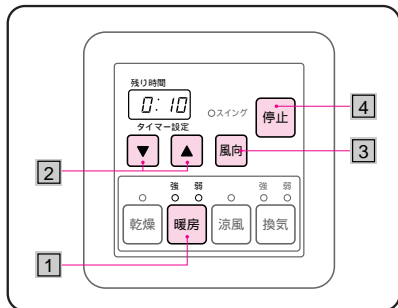 残り時間
0:10
タイマー設定
スイング
停止
4
▼
▲
風向
3
2
強 弱
強 弱
乾燥
暖房
涼風
換気
1